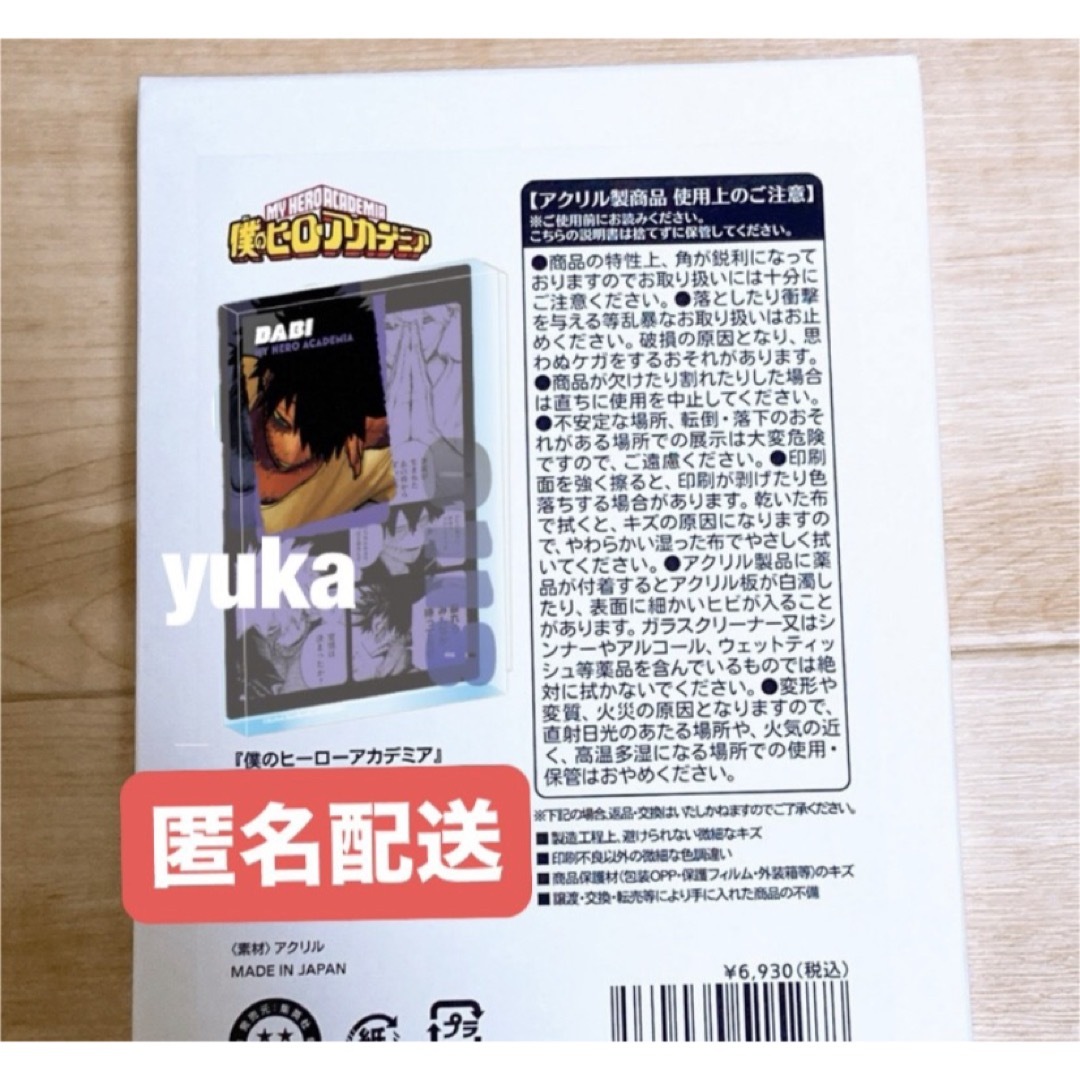 MY HERO ACADEMIA
僕のヒーローアカデミア
DABI
MY HERO ACADEMIA
yuka
『僕のヒーローアカデミア』
匿名配送
〈素材〉アクリル
MADE IN JAPAN
発売元:集英社
紙
プラ
【アクリル製商品 使用上のご注意】
※ご使用前にお読みください。
こちらの説明書は捨てずに保管してください。
●商品の特性上、角が鋭利になって
おりますのでお取り扱いには十分に
ご注意ください。●落としたり衝撃
を与える等乱暴なお取り扱いはお止
めください。破損の原因となり、思
わぬケガをするおそれがあります。
●商品が欠けたり割れたりした場合
は直ちに使用を中止してください。
●不安定な場所、転倒・落下のおそ
れがある場所での展示は大変危険
ですので、ご遠慮ください。●印刷
面を強く擦ると、印刷が剥げたり色
落ちする場合があります。乾いた布
で拭くと、キズの原因になりますの
で、やわらかい湿った布でやさしく拭
いてください。●アクリル製品に薬
品が付着するとアクリル板が白濁し
たり、表面に細かいヒビが入ること
があります。ガラスクリーナー又はシ
ンナーやアルコール、ウェットティッ
シュ等薬品を含んでいるものでは絶
対に拭かないでください。●変形や
変質、火災の原因となりますので、
直射日光のあたる場所や、火気の近
く、高温多湿になる場所での使用・
保管はおやめください。
※下記の場合、返品・交換はいたしかねますのでご了承ください。
■製造工程上、避けられない微細なキズ
■印刷不良以外の微細な色調違い
■商品保護材(包装OPP・保護フィルム・外装箱等)のキズ
■譲渡・交換・転売等により手に入れた商品の不備
¥6,930(税込)